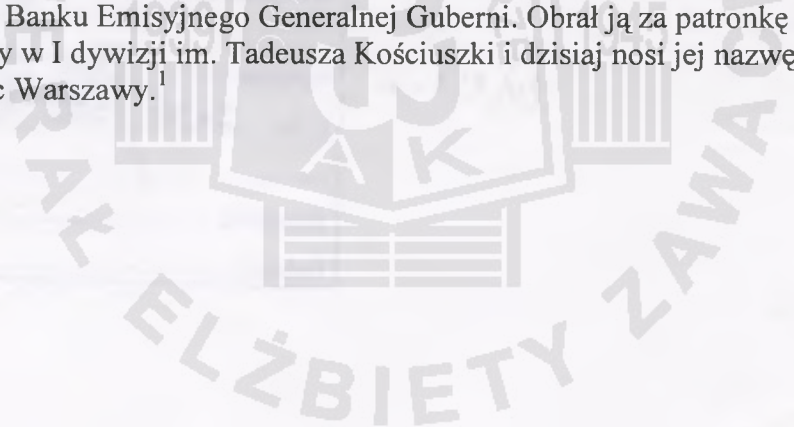 Banku Emisyjnego Generalnej Guberni. Obrał ją za patronkę
y w I dywizji im. Tadeusza Kościuszki i dzisiaj nosi jej nazwę
Warszawy.¹
AK
ELŻBIETY